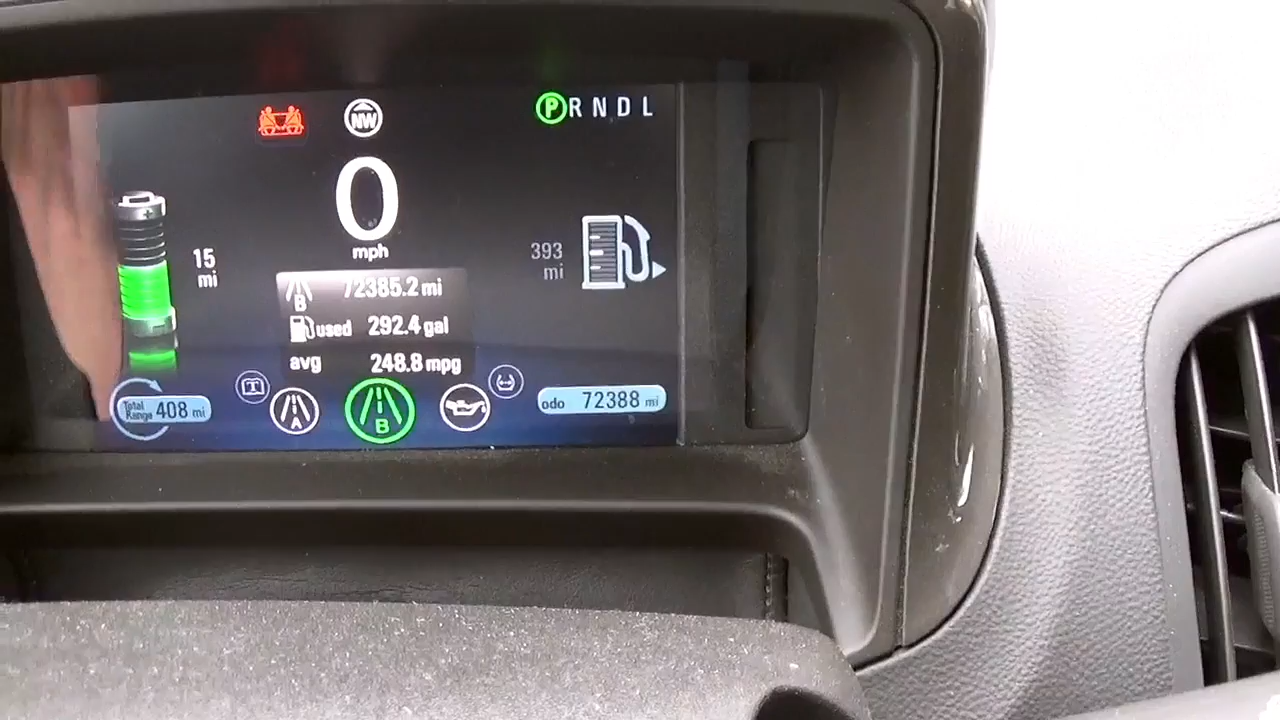 NW
P R N D L
0
mph
15
mi
393
mi
B
72385.2 mi
used 292.4 gal
avg 248.8 mpg
Total
Range 408 mi
T
A
B
odo 72388 mi